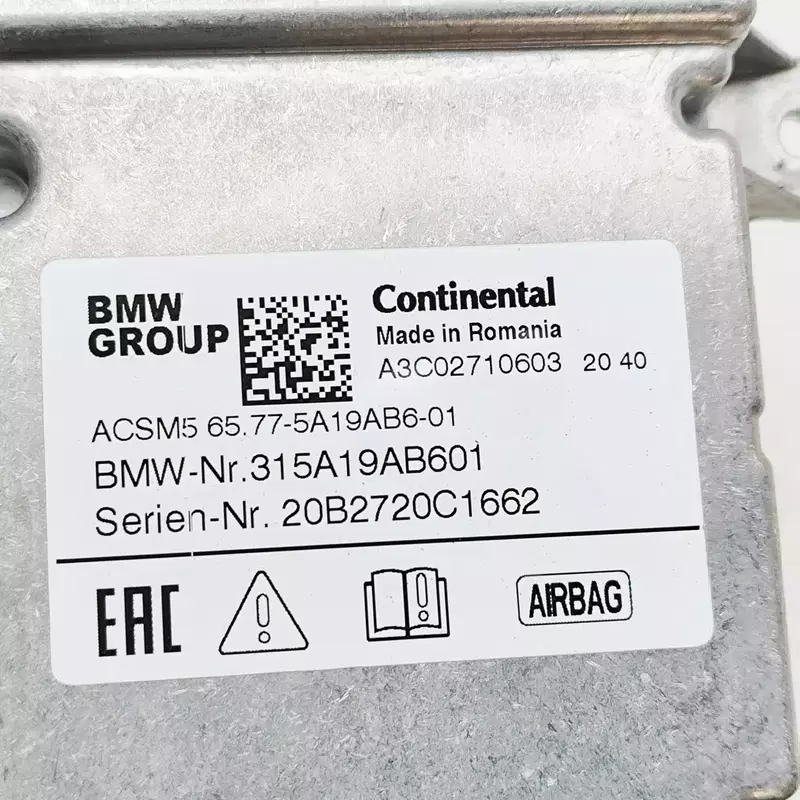 BMW
GROUP
Continental
Made in Romania
A3C02710603 20 40
ACSM5 65.77-5A19AB6-01
BMW-Nr.315A19AB601
Serien-Nr. 20B2720C1662
EAC
AIRBAG